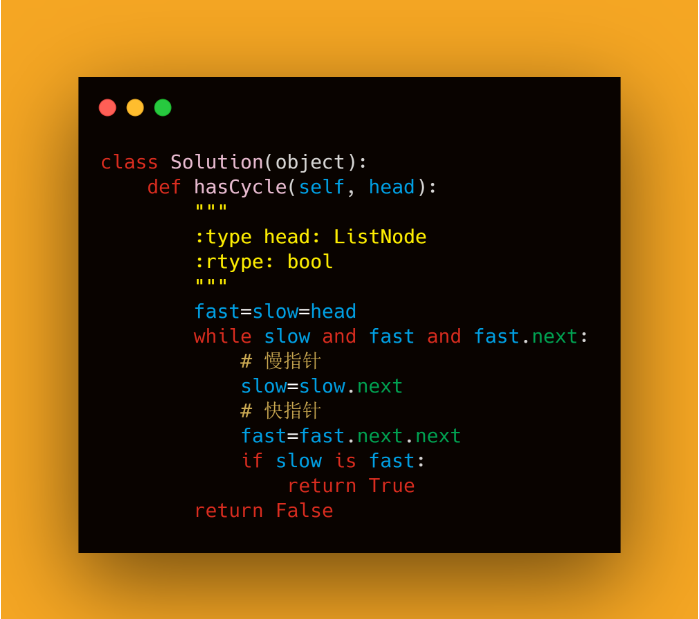 class Solution(object):
    def hasCycle(self, head):
        """
        :type head: ListNode
        :rtype: bool
        """
        fast=slow=head
        while slow and fast and fast.next:
            # 慢指针
            slow=slow.next
            # 快指针
            fast=fast.next.next
            if slow is fast:
                return True
        return False